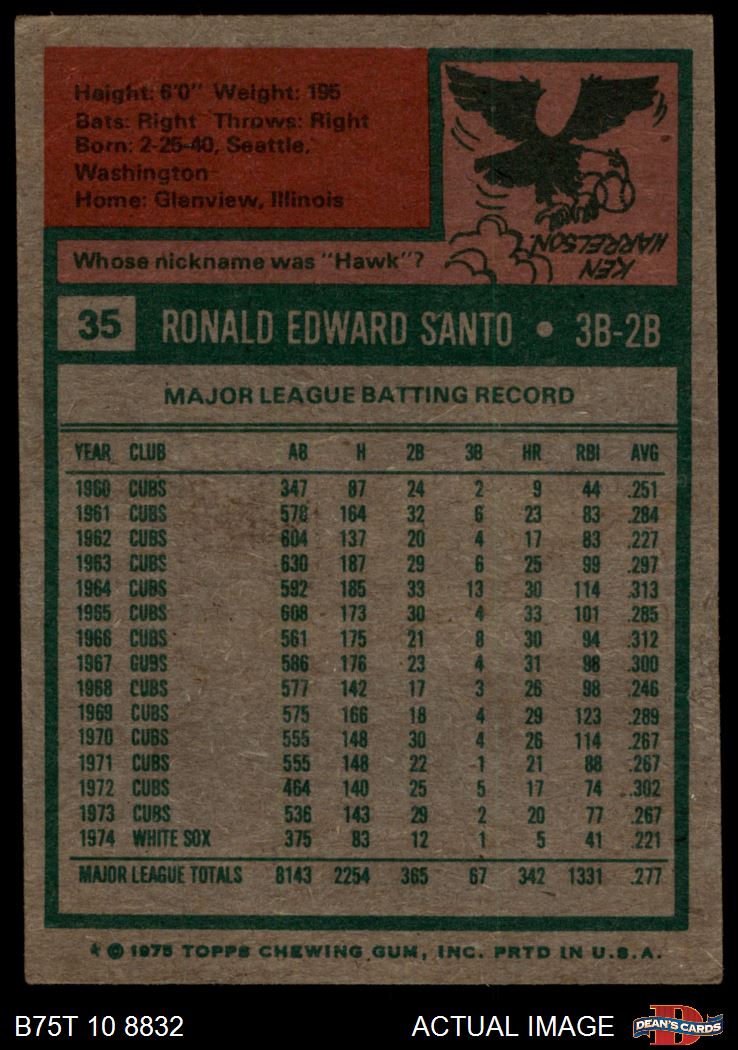 Height: 6'0" Weight: 195
Bats: Right Throws: Right
Born: 2-25-40, Seattle,
Washington
Home: Glenview, Illinois
KEN
HARRELSON
Whose nickname was "Hawk"?
35 RONALD EDWARD SANTO • 3B-2B
MAJOR LEAGUE BATTING RECORD
YEAR CLUB AB H 2B 3B HR RBI AVG
1960 CUBS 347 87 24 2 9 44 .251
1961 CUBS 578 164 32 6 23 83 .284
1962 CUBS 604 137 20 4 17 83 .227
1963 CUBS 630 187 29 6 25 99 .297
1964 CUBS 592 185 33 13 30 114 .313
1965 CUBS 608 173 30 4 33 101 .285
1966 CUBS 561 175 21 8 30 94 .312
1967 CUBS 586 176 23 4 31 98 .300
1968 CUBS 577 142 17 3 26 98 .246
1969 CUBS 575 166 18 4 29 123 .289
1970 CUBS 555 148 30 4 26 114 .267
1971 CUBS 555 148 22 1 21 88 .267
1972 CUBS 464 140 25 5 17 74 .302
1973 CUBS 536 143 29 2 20 77 .267
1974 WHITE SOX 375 83 12 1 5 41 .221
MAJOR LEAGUE TOTALS 8143 2254 365 67 342 1331 .277
* © 1975 TOPPS CHEWING GUM, INC. PRTD IN U.S.A.
B75T 10 8832 ACTUAL IMAGE DEAN'S CARDS